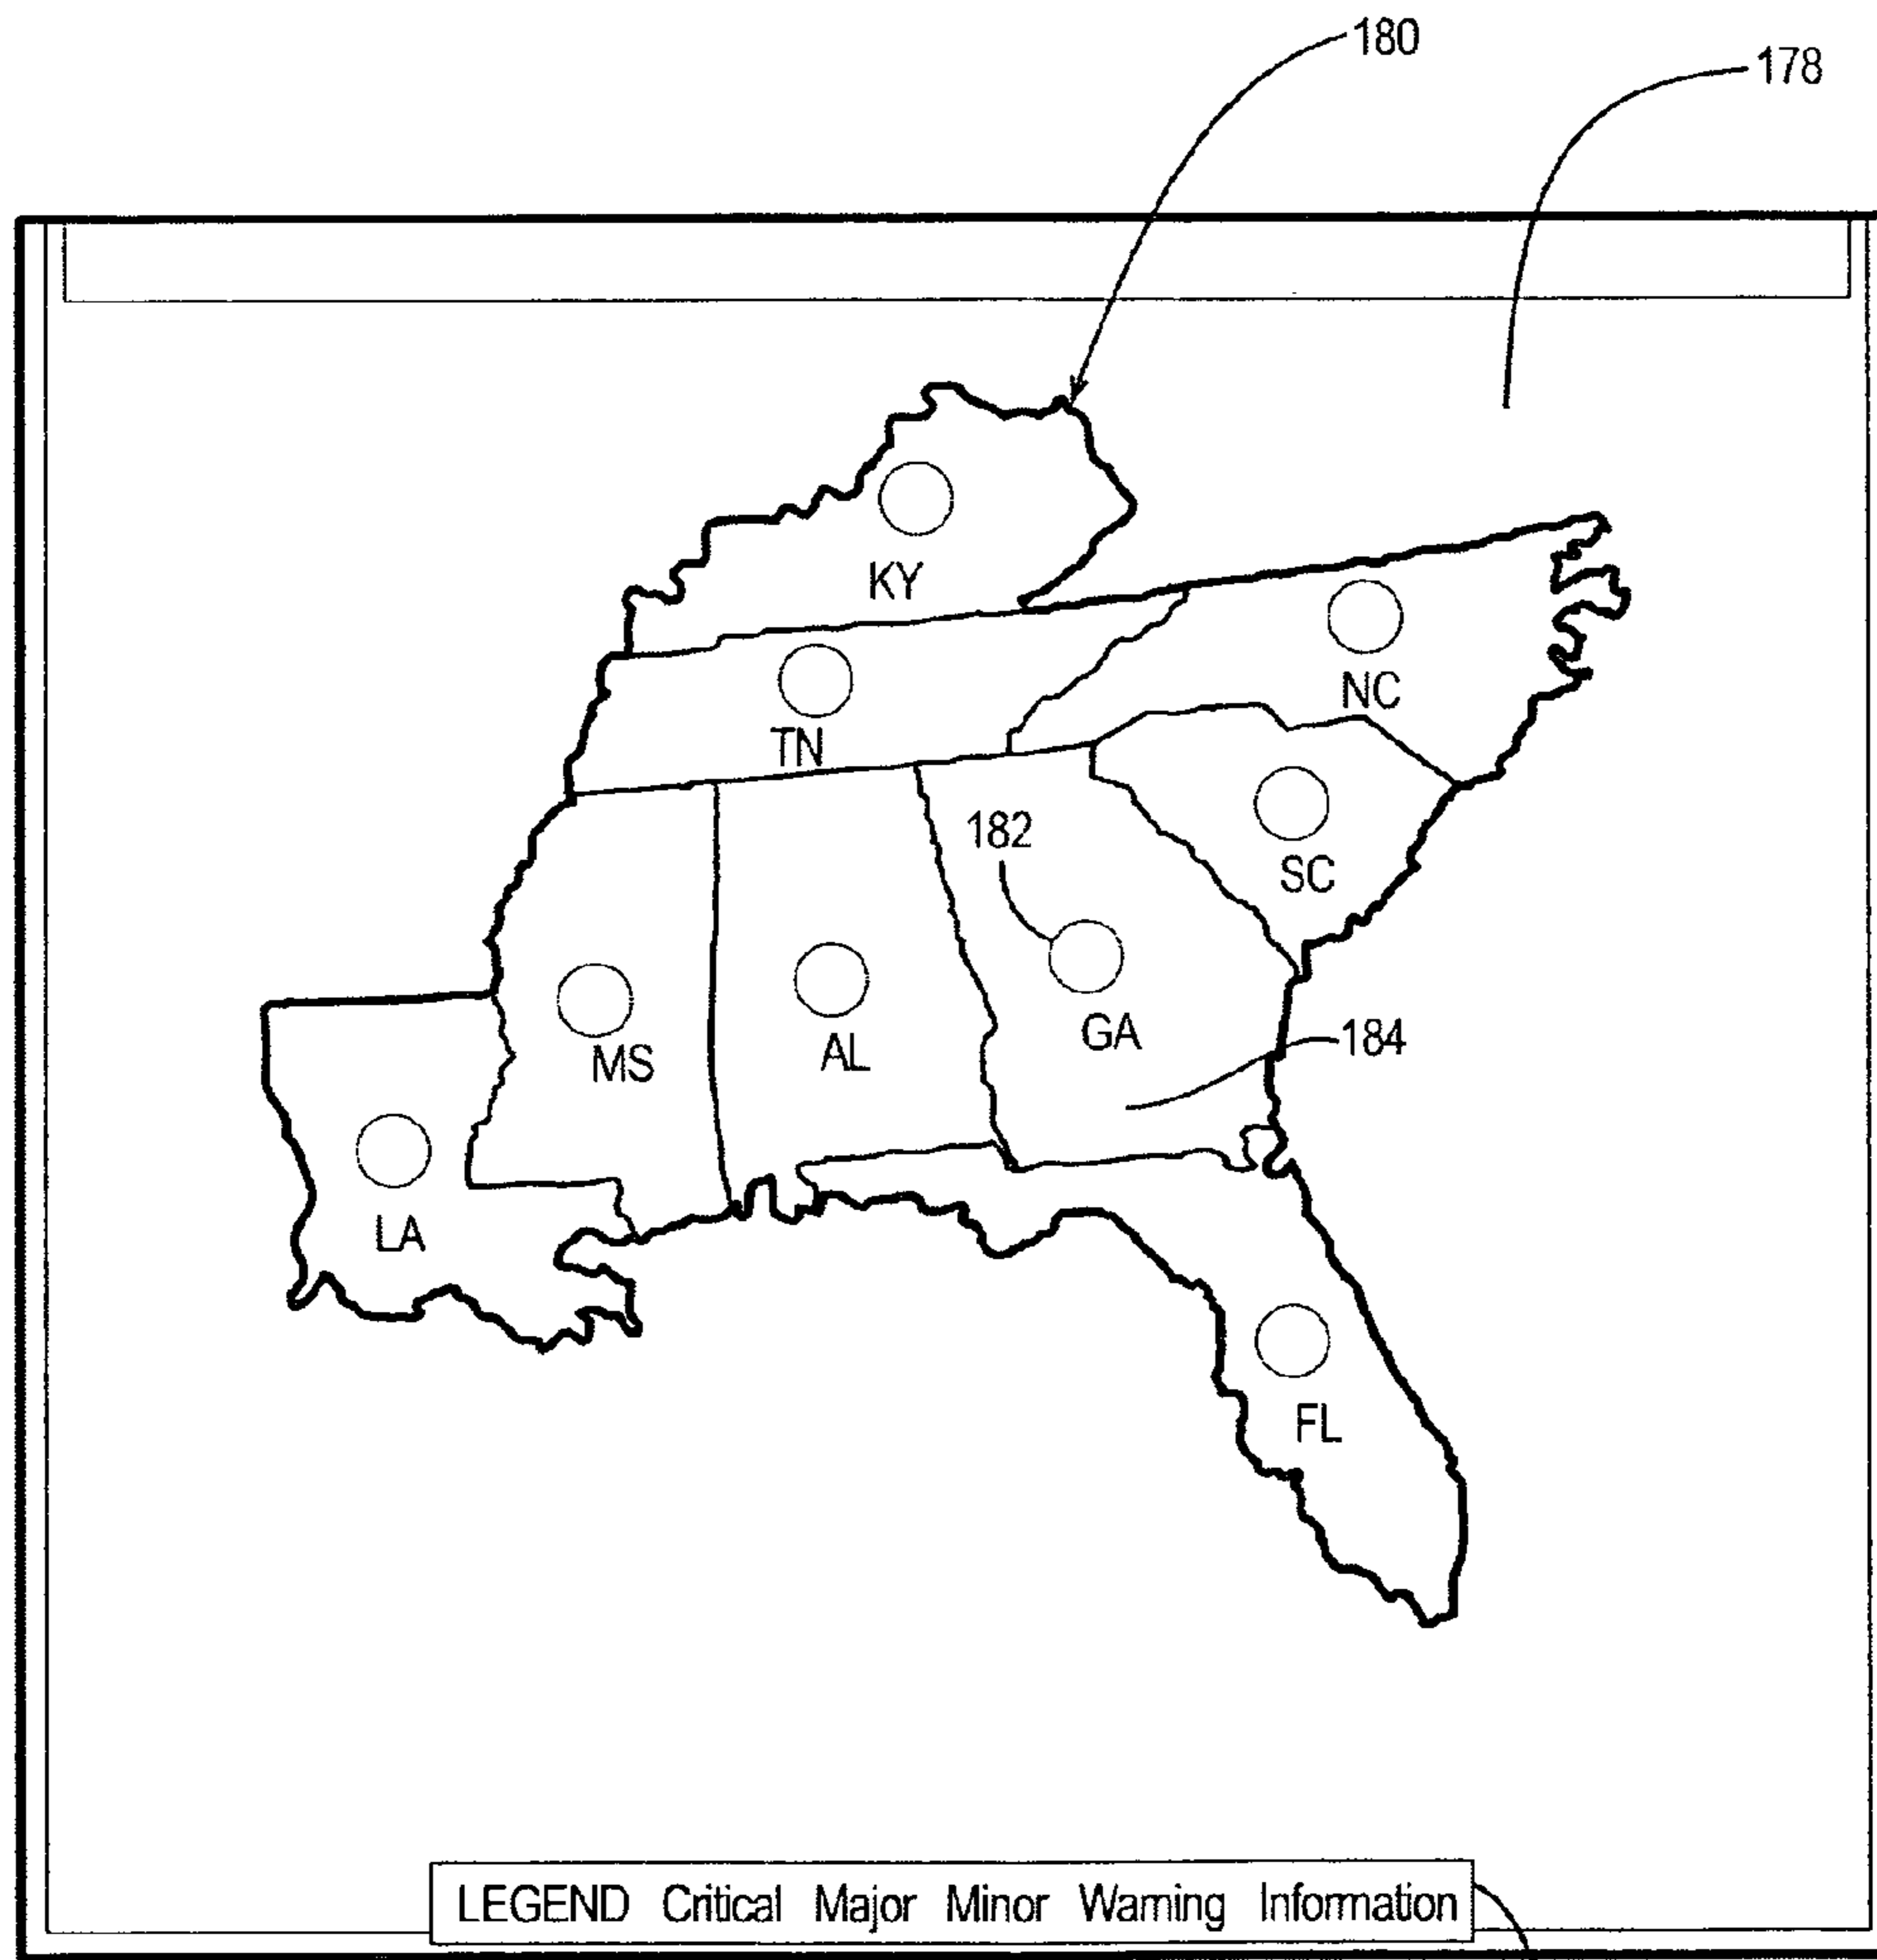 180
178
KY
NC
TN
182
SC
GA
184
MS
AL
LA
FL
LEGEND Critical Major Minor Warning Information